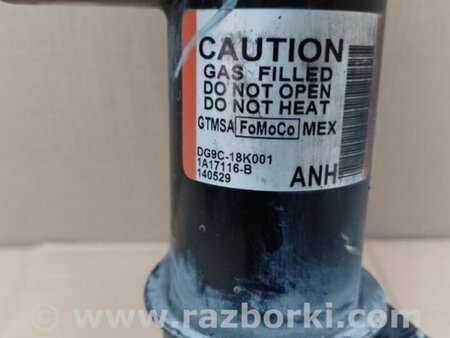 CAUTION
GAS FILLED
DO NOT OPEN
DO NOT HEAT
GTMSA FoMoCo MEX
DG9C-18K001
1A17116-B
140529
ANH
© www.razborki.com